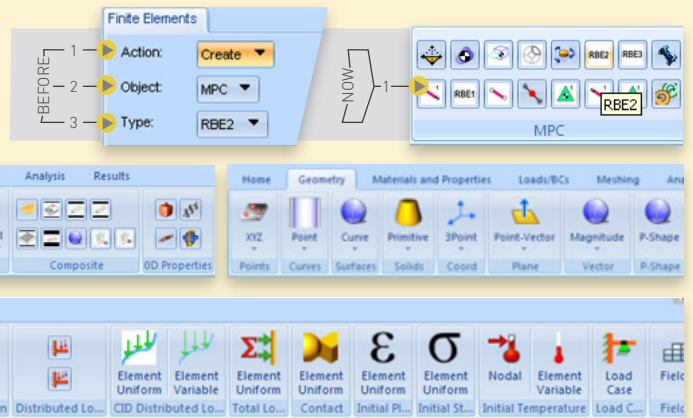 Finite Elements
BEFORE
1 Action: Create
2 Object: MPC
3 Type: RBE2
NOW
1
RBE2 RBE3
RBE1
RBE2
MPC
Analysis Results
Composite 0D Properties
Home Geometry Materials and Properties Loads/BCs Meshing Ana
XYZ Point Curve Primitive 3Point Point-Vector Magnitude P-Shape
Points Curves Surfaces Solids Coord Plane Vector P-Shape
Element Uniform
Element Variable
Element Uniform
Element Uniform
Element Uniform
Element Uniform
Nodal
Element Variable
Load Case
Field
n Distributed Lo... CID Distributed Lo... Total Lo... Contact Initial Pl... Initial St... Initial Temperature Load C... Field